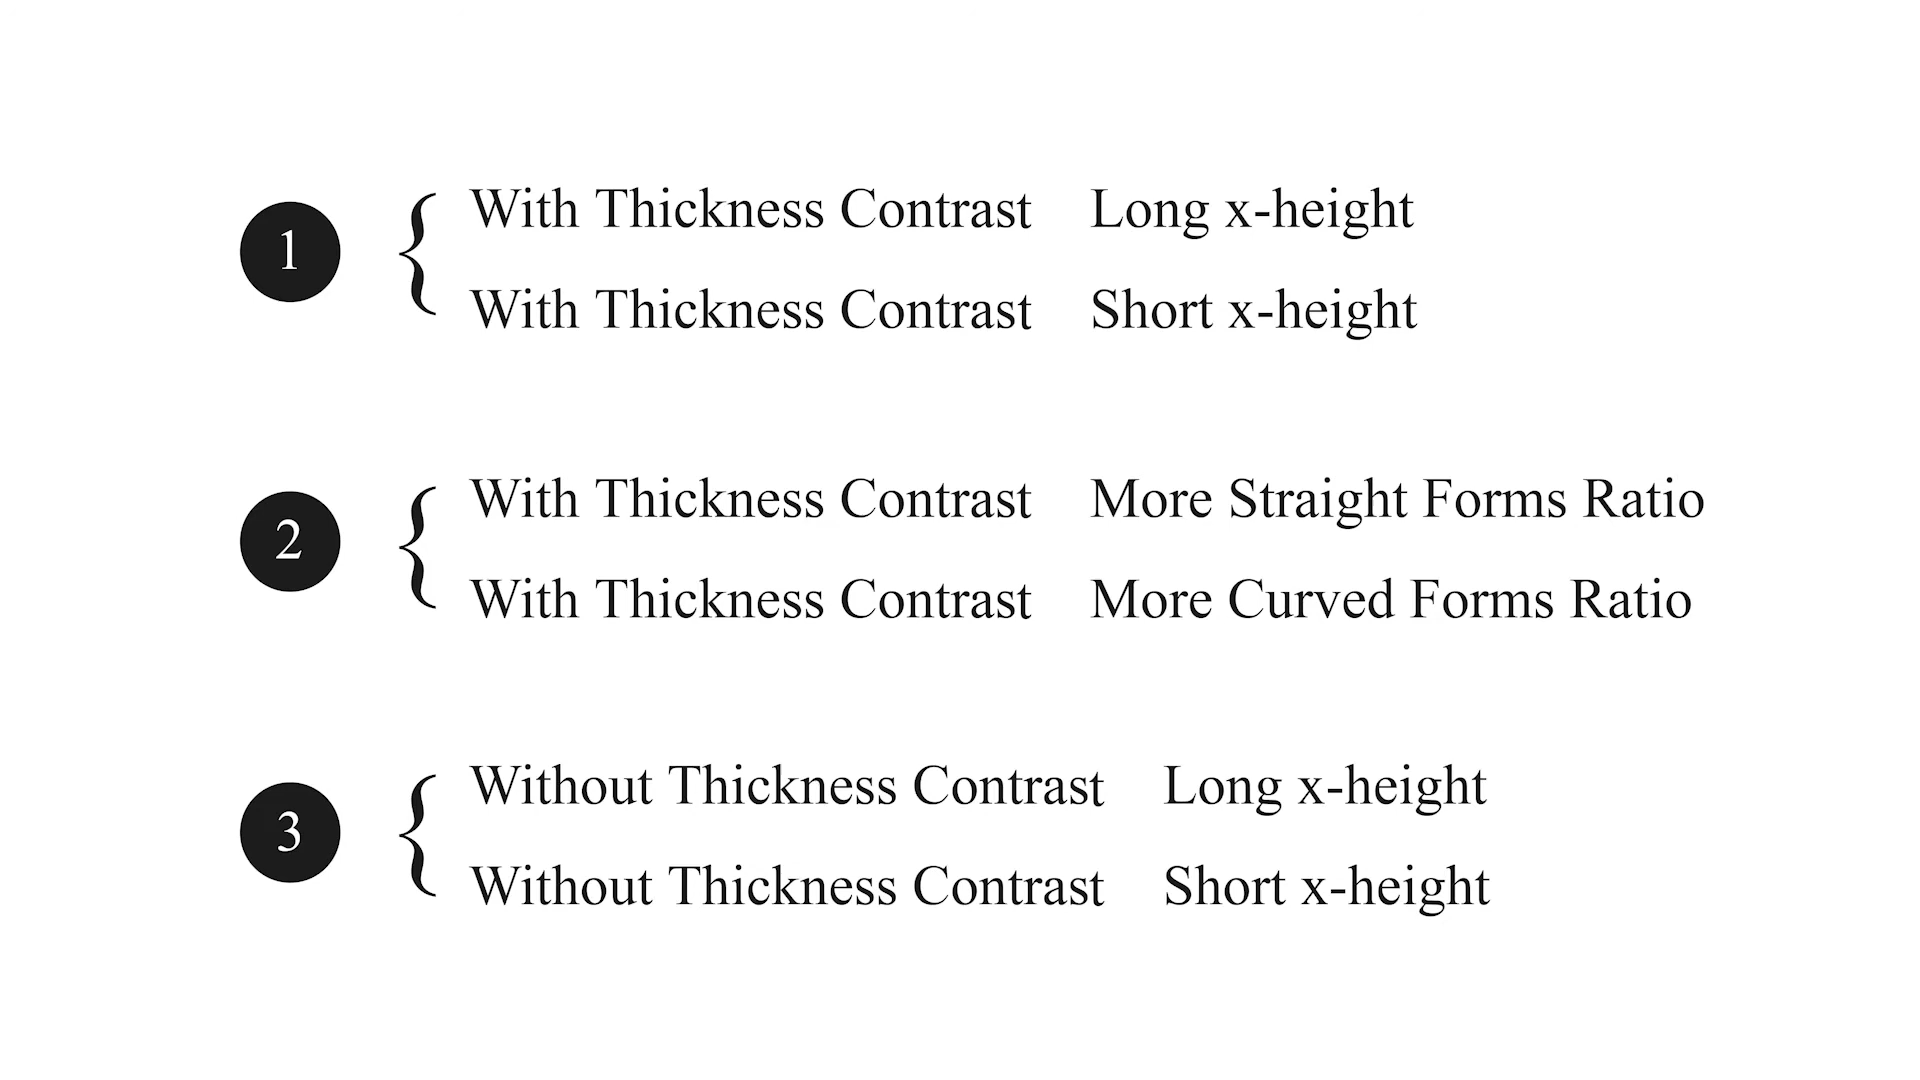 1
With Thickness Contrast Long x-height
With Thickness Contrast Short x-height
2
With Thickness Contrast More Straight Forms Ratio
With Thickness Contrast More Curved Forms Ratio
3
Without Thickness Contrast Long x-height
Without Thickness Contrast Short x-height